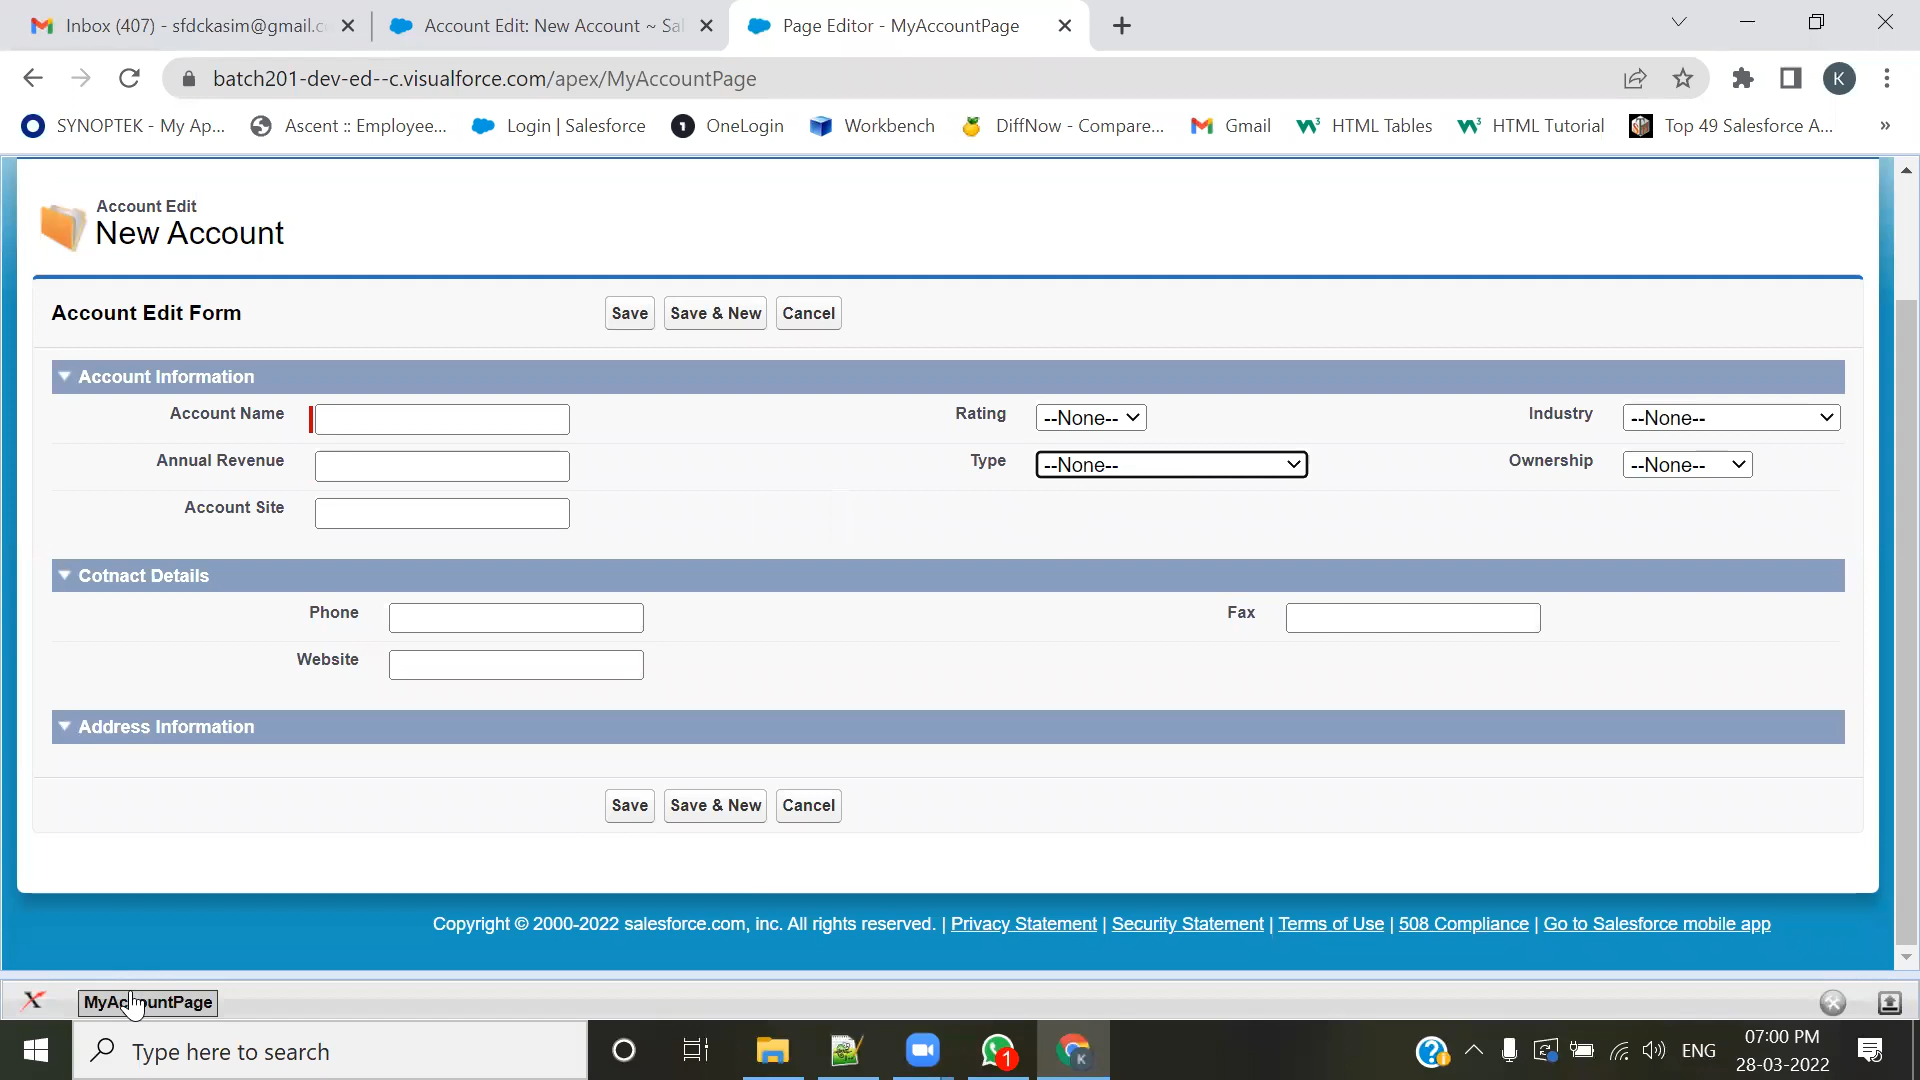 Inbox (407) - sfdckasim@gmail.c
Account Edit: New Account ~ Sal
Page Editor - MyAccountPage
batch201-dev-ed--c.visualforce.com/apex/MyAccountPage
K
SYNOPTEK - My Ap...
Ascent :: Employee...
Login | Salesforce
1
OneLogin
Workbench
DiffNow - Compare...
Gmail
HTML Tables
HTML Tutorial
Top 49 Salesforce A...
»
Account Edit
New Account
Account Edit Form
Save
Save & New
Cancel
Account Information
Account Name
Rating
--None--
Industry
--None--
Annual Revenue
Type
--None--
Ownership
--None--
Account Site
Cotnact Details
Phone
Fax
Website
Address Information
Save
Save & New
Cancel
Copyright © 2000-2022 salesforce.com, inc. All rights reserved. | Privacy Statement | Security Statement | Terms of Use | 508 Compliance | Go to Salesforce mobile app
MyAccountPage
Type here to search
1
K
ENG
07:00 PM
28-03-2022